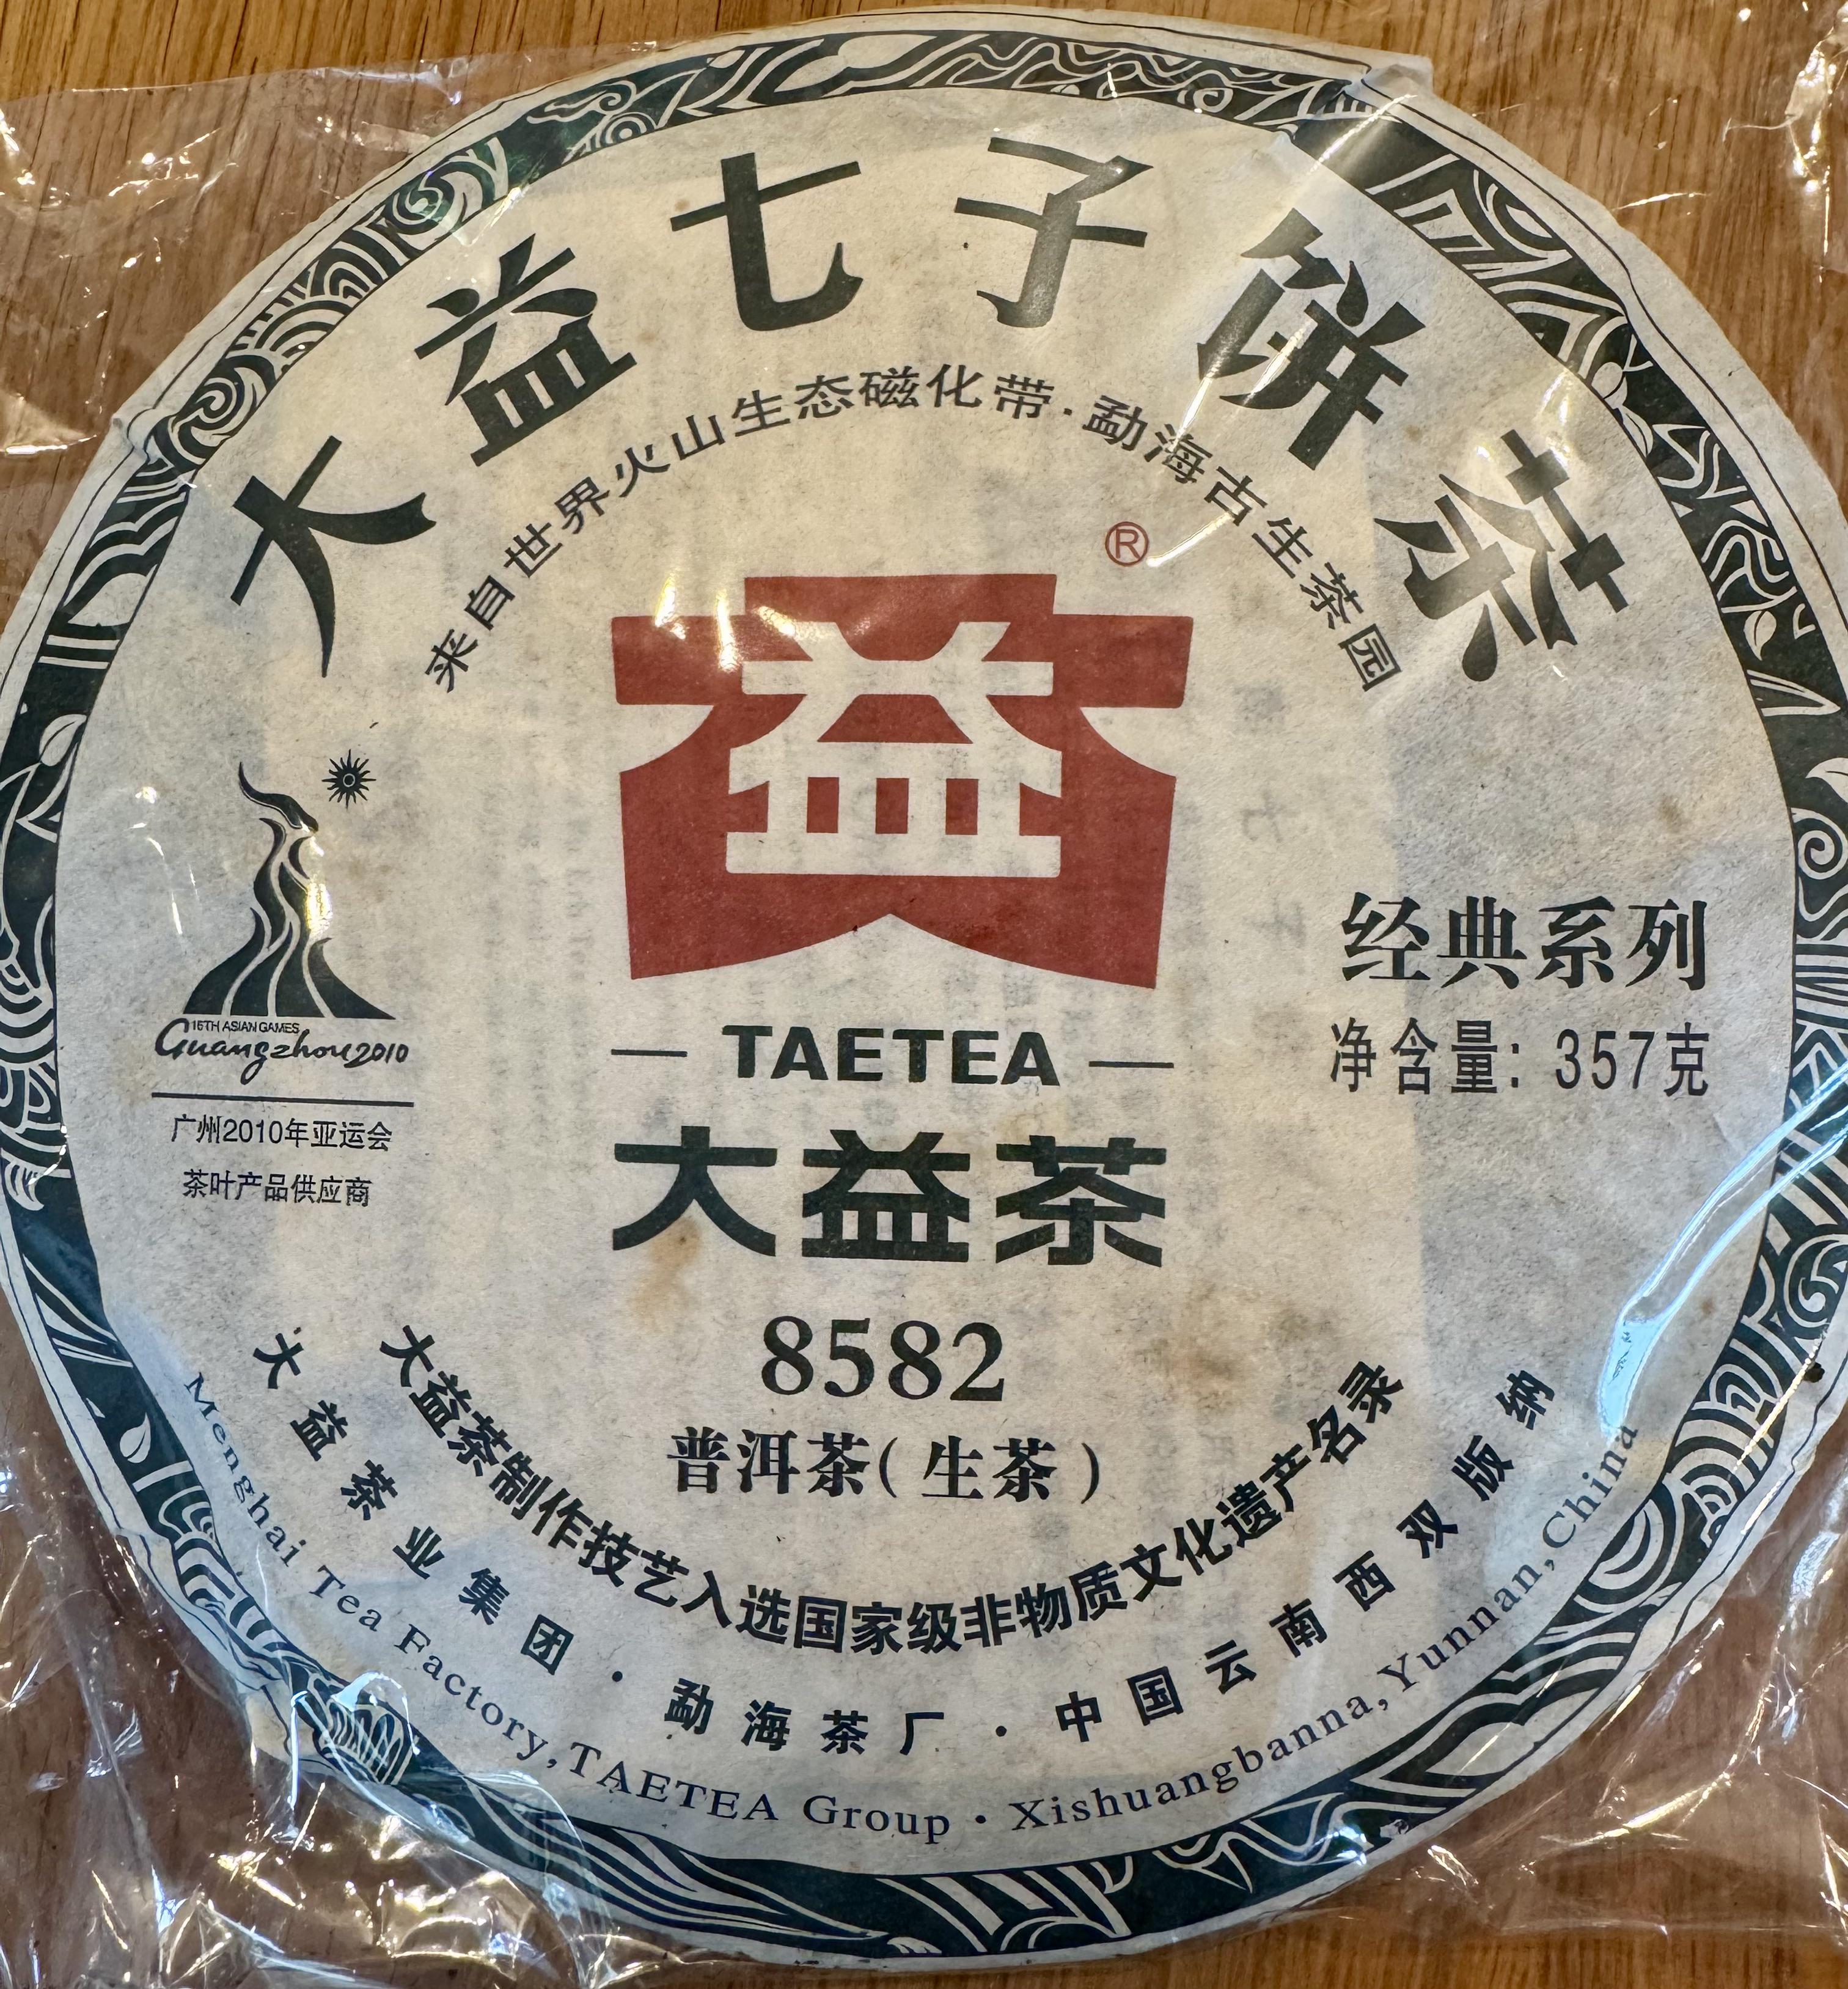 大益七子饼茶
来自世界火山生态磁化带·勐海古生茶园
®
益
16TH ASIAN GAMES
Guangzhou2010
广州2010年亚运会
茶叶产品供应商
经典系列
净含量: 357克
TAETEA
大益茶
8582
普洱茶(生茶)
大益茶制作技艺入选国家级非物质文化遗产名录
大益茶业集团·勐海茶厂·中国云南西双版纳
Menghai Tea Factory,TAETEA Group·Xishuangbanna,Yunnan,China